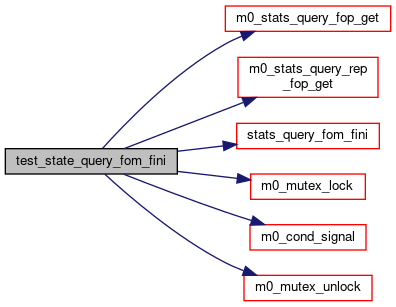 m0_stats_query_fop_get
m0_stats_query_rep
_fop_get
stats_query_fom_fini
test_state_query_fom_fini
m0_mutex_lock
m0_cond_signal
m0_mutex_unlock